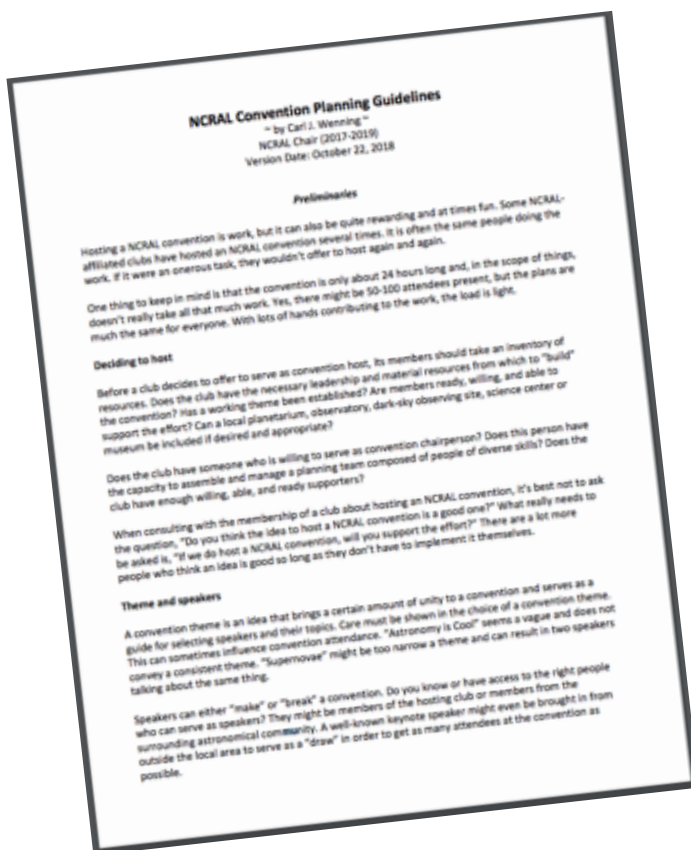 NCRAL Convention Planning Guidelines
~ by Carl J. Wenning ~
NCRAL Chair (2017-2019)
Version Date: October 22, 2018
Preliminaries
Hosting a NCRAL convention is work, but it can also be quite rewarding and at times fun. Some NCRAL-
affiliated clubs have hosted an NCRAL convention several times. It is often the same people doing the
work. If it were an onerous task, they wouldn't offer to host again and again.
One thing to keep in mind is that the convention is only about 24 hours long and, in the scope of things,
doesn't really take all that much work. Yes, there might be 50-100 attendees present, but the plans are
much the same for everyone. With lots of hands contributing to the work, the load is light.
Deciding to host
Before a club decides to offer to serve as convention host, its members should take an inventory of
resources. Does the club have the necessary leadership and material resources from which to "build"
the convention? Has a working theme been established? Are members ready, willing, and able to
support the effort? Can a local planetarium, observatory, dark-sky observing site, science center or
museum be included if desired and appropriate?
Does the club have someone who is willing to serve as convention chairperson? Does this person have
the capacity to assemble and manage a planning team composed of people of diverse skills? Does the
club have enough willing, able, and ready supporters?
When consulting with the membership of a club about hosting an NCRAL convention, it's best not to ask
the question, "Do you think the idea to host a NCRAL convention is a good one?" What really needs to
be asked is, "If we do host a NCRAL convention, will you support the effort?" There are a lot more
people who think an idea is good so long as they don't have to implement it themselves.
Theme and speakers
A convention theme is an idea that brings a certain amount of unity to a convention and serves as a
guide for selecting speakers and their topics. Care must be shown in the choice of a convention theme.
This can sometimes influence convention attendance. "Astronomy is Cool" seems a vague and does not
convey a consistent theme. "Supernovae" might be too narrow a theme and can result in two speakers
talking about the same thing.
Speakers can either "make" or "break" a convention. Do you know or have access to the right people
who can serve as speakers? They might be members of the hosting club or members from the
surrounding astronomical community. A well-known keynote speaker might even be brought in from
outside the local area to serve as a "draw" in order to get as many attendees at the convention as
possible.